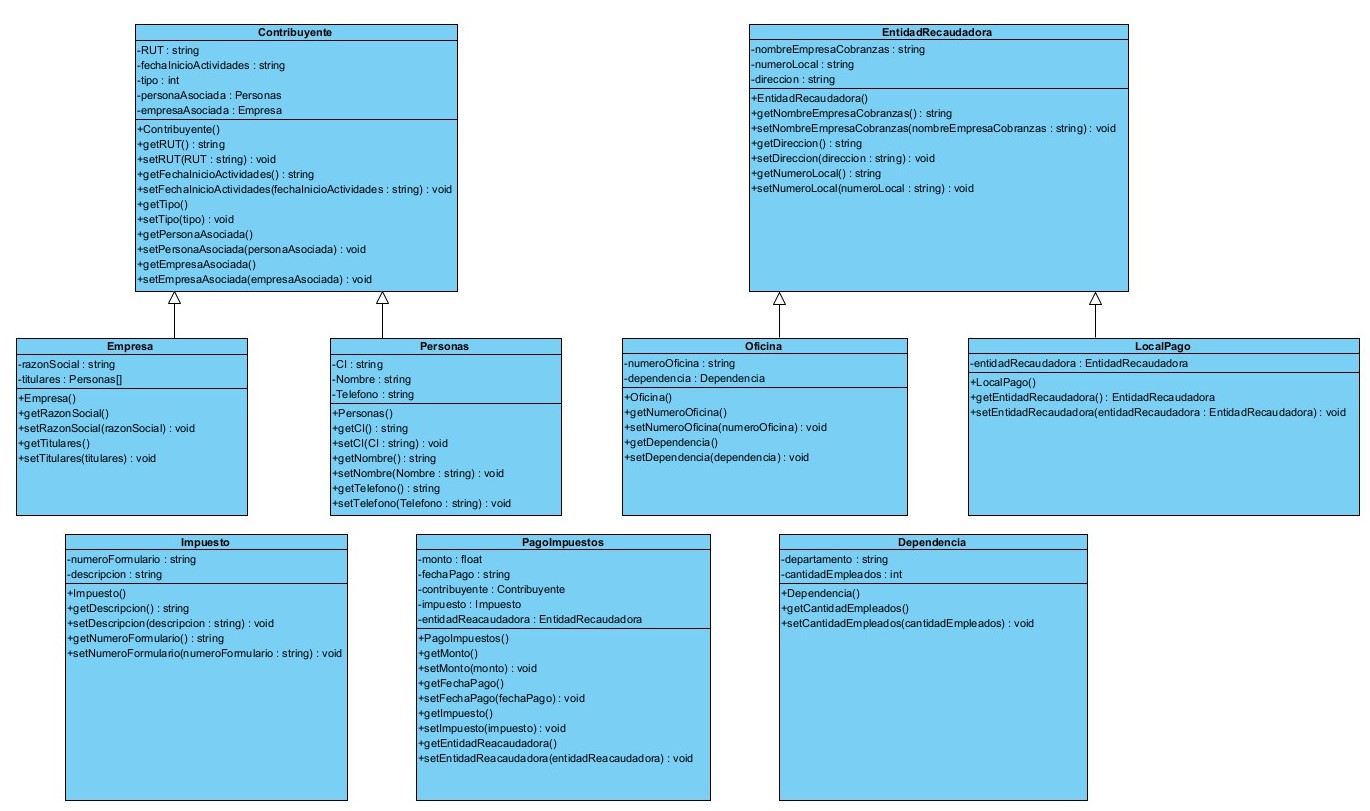 Contribuyente
-RUT : string
-fechaInicioActividades : string
-tipo : int
-personaAsociada : Personas
-empresaAsociada : Empresa
+Contribuyente()
+getRUT() : string
+setRUT(RUT : string) : void
+getFechaInicioActividades() : string
+setFechaInicioActividades(fechaInicioActividades : string) : void
+getTipo()
+setTipo(tipo) : void
+getPersonaAsociada()
+setPersonaAsociada(personaAsociada) : void
+getEmpresaAsociada()
+setEmpresaAsociada(empresaAsociada) : void
EntidadRecaudadora
-nombreEmpresaCobranzas : string
-numeroLocal : string
-direccion : string
+EntidadRecaudadora()
+getNombreEmpresaCobranzas() : string
+setNombreEmpresaCobranzas(nombreEmpresaCobranzas : string) : void
+getDireccion() : string
+setDireccion(direccion : string) : void
+getNumeroLocal() : string
+setNumeroLocal(numeroLocal : string) : void
Empresa
-razonSocial : string
-titulares : Personas[]
+Empresa()
+getRazonSocial()
+setRazonSocial(razonSocial) : void
+getTitulares()
+setTitulares(titulares) : void
Personas
-CI : string
-Nombre : string
-Telefono : string
+Personas()
+getCI() : string
+setCI(CI : string) : void
+getNombre() : string
+setNombre(Nombre : string) : void
+getTelefono() : string
+setTelefono(Telefono : string) : void
Oficina
-numeroOficina : string
-dependencia : Dependencia
+Oficina()
+getNumeroOficina()
+setNumeroOficina(numeroOficina) : void
+getDependencia()
+setDependencia(dependencia) : void
LocalPago
-entidadRecaudadora : EntidadRecaudadora
+LocalPago()
+getEntidadRecaudadora() : EntidadRecaudadora
+setEntidadRecaudadora(entidadRecaudadora : EntidadRecaudadora) : void
Impuesto
-numeroFormulario : string
-descripcion : string
+Impuesto()
+getDescripcion() : string
+setDescripcion(descripcion : string) : void
+getNumeroFormulario() : string
+setNumeroFormulario(numeroFormulario : string) : void
PagoImpuestos
-monto : float
-fechaPago : string
-contribuyente : Contribuyente
-impuesto : Impuesto
-entidadReacaudadora : EntidadRecaudadora
+PagoImpuestos()
+getMonto()
+setMonto(monto) : void
+getFechaPago()
+setFechaPago(fechaPago) : void
+getImpuesto()
+setImpuesto(impuesto) : void
+getEntidadReacaudadora()
+setEntidadReacaudadora(entidadReacaudadora) : void
Dependencia
-departamento : string
-cantidadEmpleados : int
+Dependencia()
+getCantidadEmpleados()
+setCantidadEmpleados(cantidadEmpleados) : void